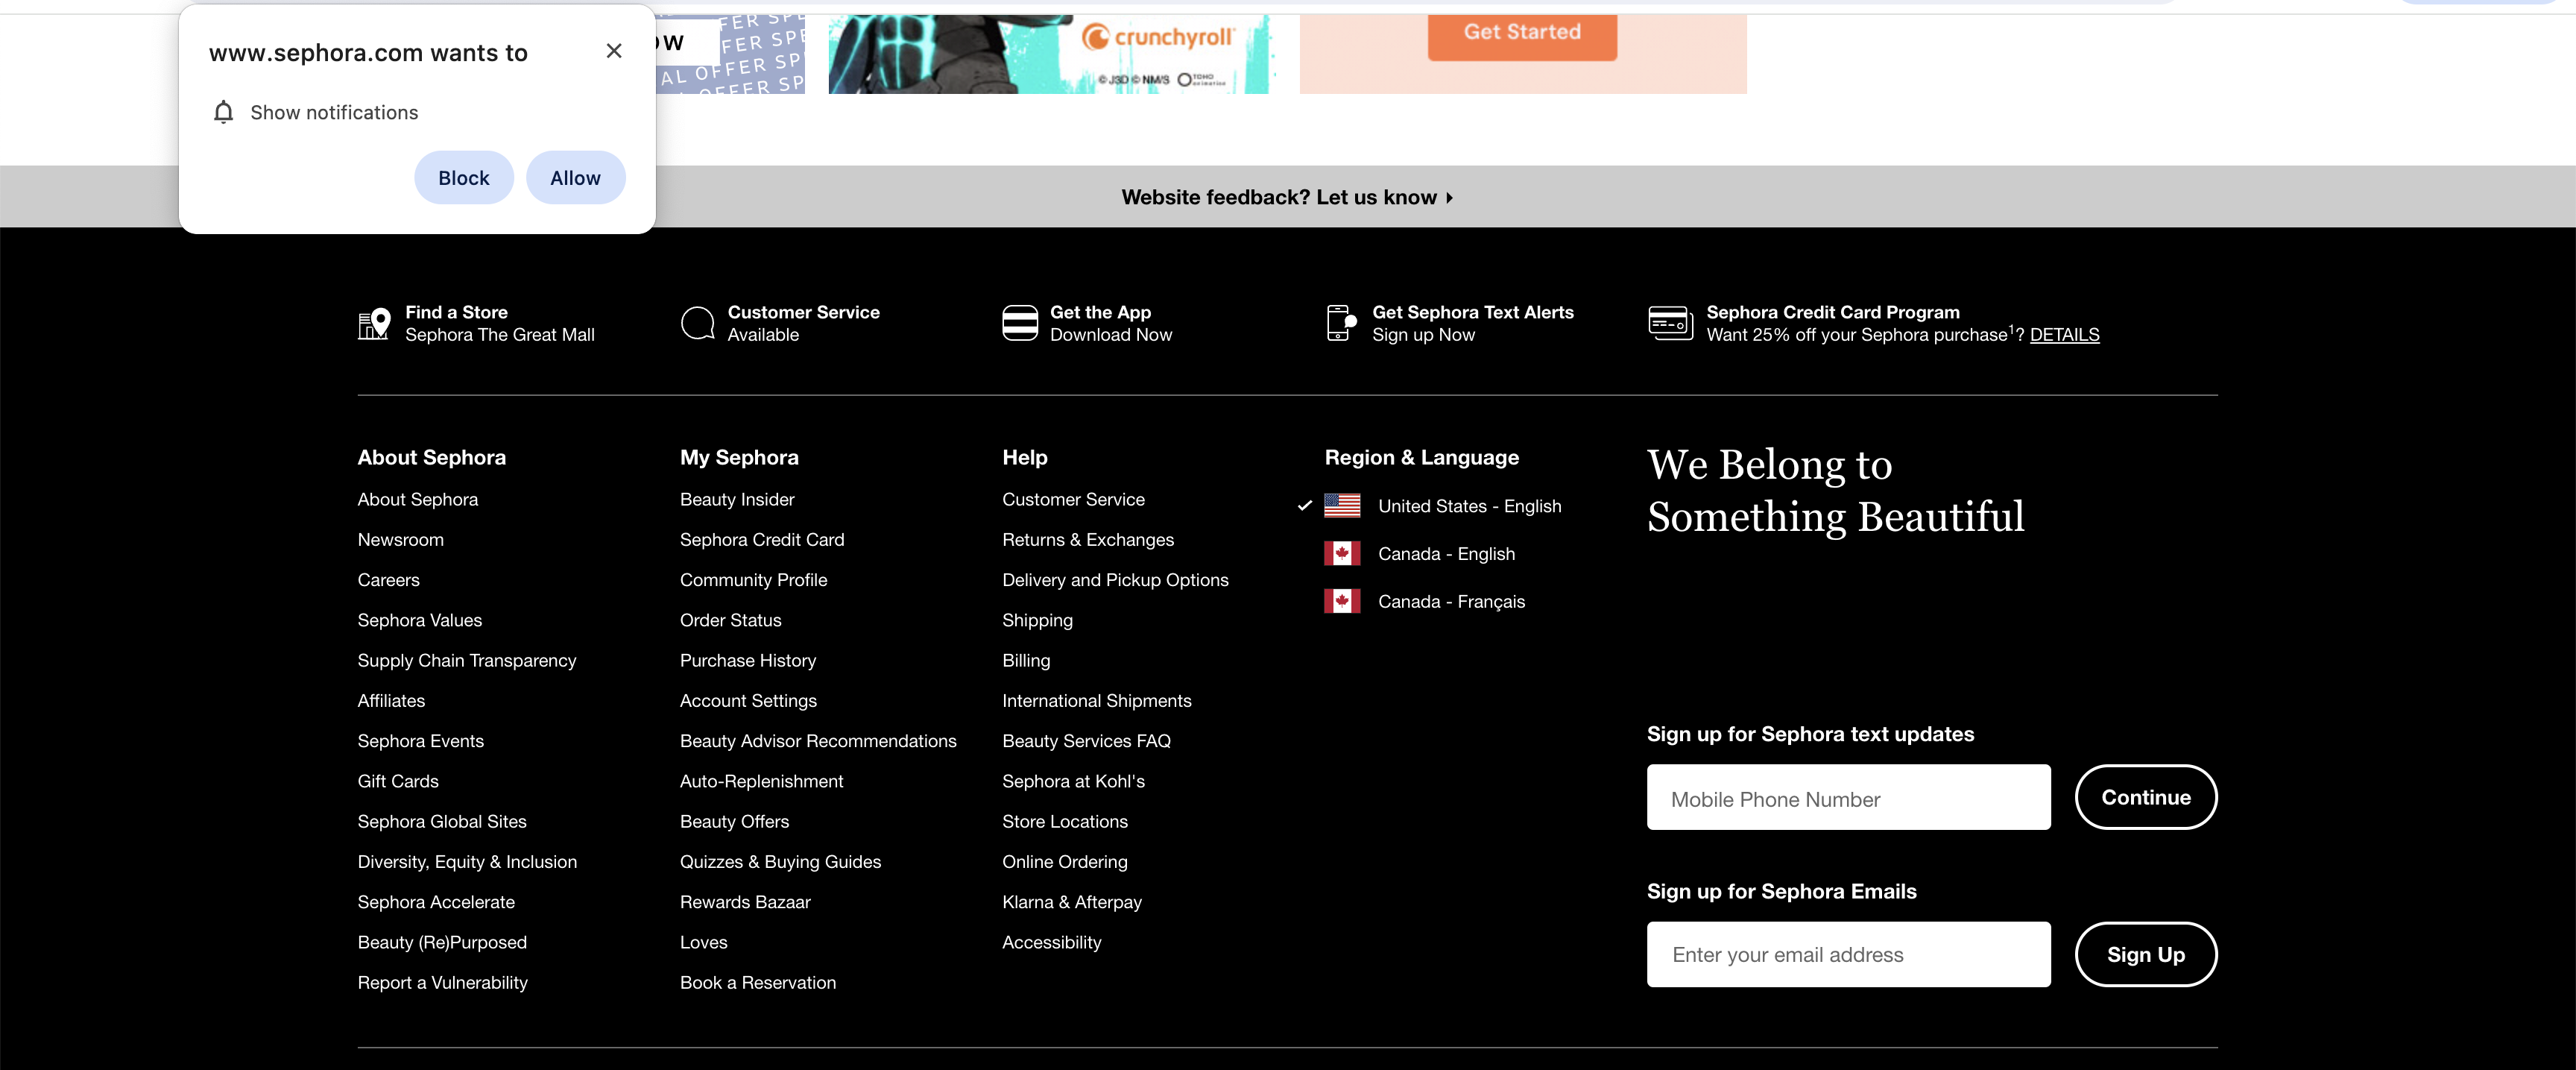 www.sephora.com wants to
Show notifications
Block
Allow
OW
FER SPE
FER SPE
AL OFFER SP
OFFER SP
crunchyroll
© J3D © NM/S TOHO animation
Get Started
Website feedback? Let us know
Find a Store
Sephora The Great Mall
Customer Service
Available
Get the App
Download Now
Get Sephora Text Alerts
Sign up Now
Sephora Credit Card Program
Want 25% off your Sephora purchase¹? DETAILS
About Sephora
About Sephora
Newsroom
Careers
Sephora Values
Supply Chain Transparency
Affiliates
Sephora Events
Gift Cards
Sephora Global Sites
Diversity, Equity & Inclusion
Sephora Accelerate
Beauty (Re)Purposed
Report a Vulnerability
My Sephora
Beauty Insider
Sephora Credit Card
Community Profile
Order Status
Purchase History
Account Settings
Beauty Advisor Recommendations
Auto-Replenishment
Beauty Offers
Quizzes & Buying Guides
Rewards Bazaar
Loves
Book a Reservation
Help
Customer Service
Returns & Exchanges
Delivery and Pickup Options
Shipping
Billing
International Shipments
Beauty Services FAQ
Sephora at Kohl's
Store Locations
Online Ordering
Klarna & Afterpay
Accessibility
Region & Language
United States - English
Canada - English
Canada - Français
We Belong to
Something Beautiful
Sign up for Sephora text updates
Mobile Phone Number
Continue
Sign up for Sephora Emails
Enter your email address
Sign Up